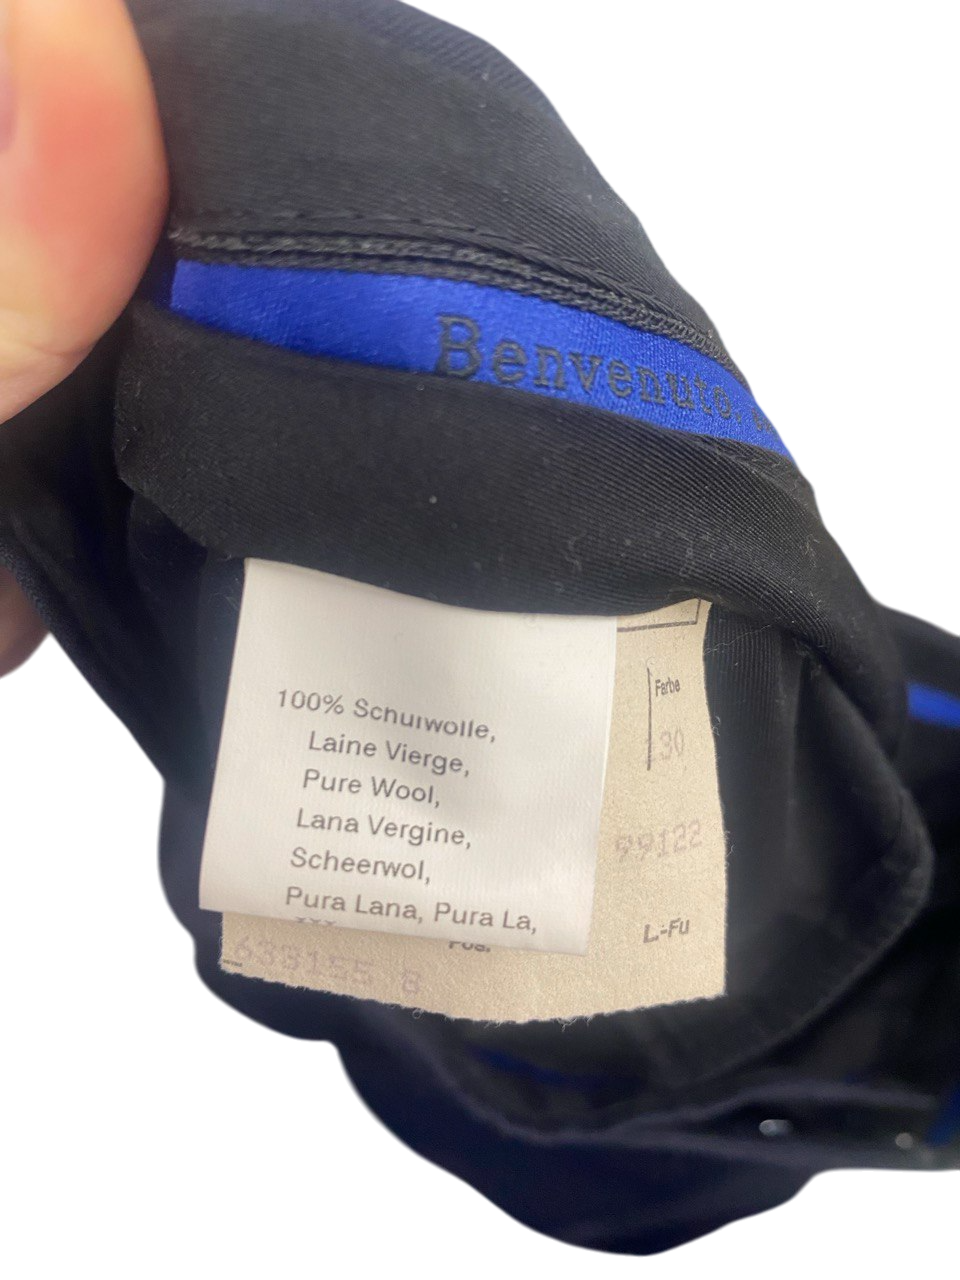 Benvenuto.
100% Schurwolle,
Laine Vierge,
Pure Wool,
Lana Vergine,
Scheerwol,
Pura Lana, Pura La,
Farbe
30
99122
L.-Fu
Pos.
638155 8